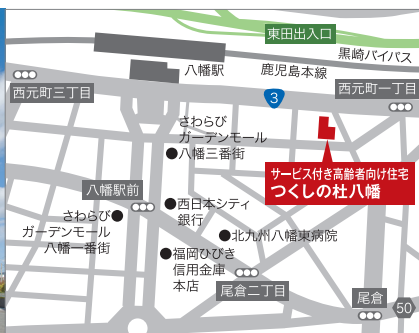 東田出入口
黒崎バイパス
八幡駅
鹿児島本線
西元町三丁目
3
西元町一丁目
さわらび
ガーデンモール
八幡三番街
サービス付き高齢者向け住宅
つくしの杜八幡
八幡駅前
西日本シティ
銀行
さわらび
ガーデンモール
八幡一番街
北九州八幡東病院
福岡ひびき
信用金庫
本店
尾倉二丁目
尾倉
50